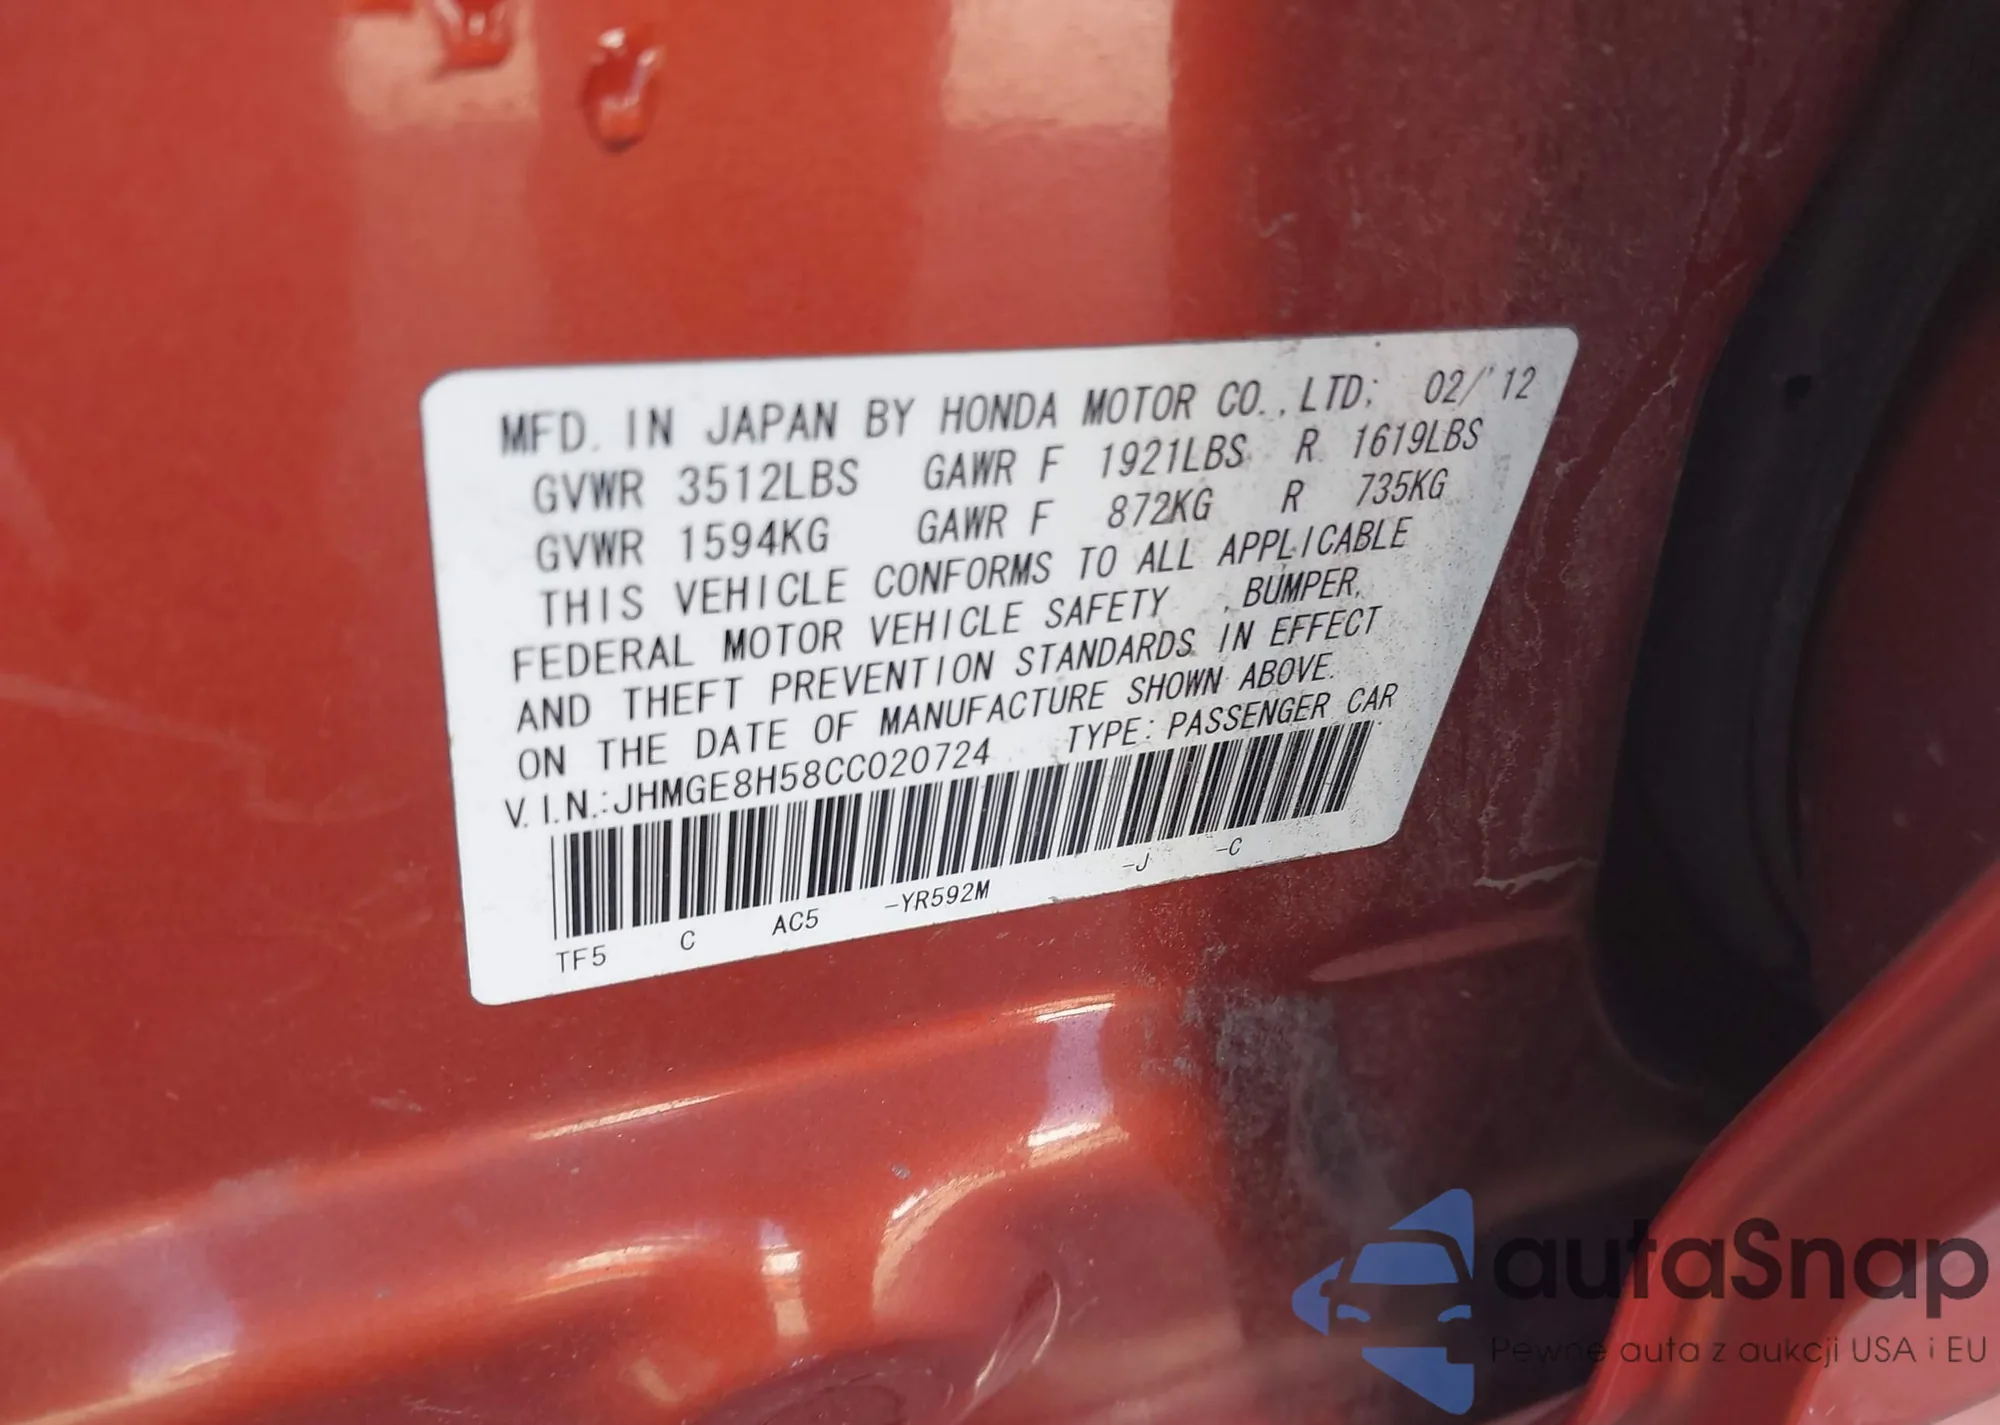 MFD. IN JAPAN BY HONDA MOTOR CO.,LTD; 02/'12
GVWR 3512LBS GAWR F 1921LBS R 1619LBS
GVWR 1594KG GAWR F 872KG R 735KG
THIS VEHICLE CONFORMS TO ALL APPLICABLE
FEDERAL MOTOR VEHICLE SAFETY , BUMPER,
AND THEFT PREVENTION STANDARDS IN EFFECT
ON THE DATE OF MANUFACTURE SHOWN ABOVE.
V.I.N.:JHMGE8H58CC020724 TYPE: PASSENGER CAR
TF5 C AC5 -YR592M -J -C
autaSnap
Pewne auta z aukcji USA i EU